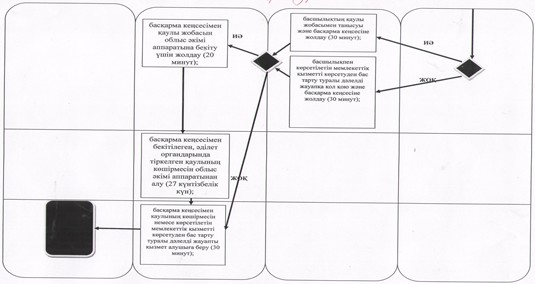 басқарма кеңсесімен
қаулы жобасын
облыс әкімі
аппаратына бекіту
үшін жолдау (20
минут);
иә
басшылықтың қаулы
жобасымен танысуы
және басқарма кеңсесіне
жолдау (30 минут);
иә
басшылықпен
көрсетілетін мемлекеттік
қызметті көрсетуден бас
тарту туралы дәлелді
жауапқа қол қою және
басқарма кеңсесіне
жолдау (30 минут);
жоқ
басқарма кеңсесімен
бекітілген, әділет
органдарында
тіркелген қаулының
көшірмесін облыс
әкімі аппаратынан
алу (27 күнтізбелік
күн);
жоқ
басқарма кеңсесімен
қаулының көшірмесін
немесе көрсетілетін
мемлекеттік қызметті
көрсетуден бас тарту
туралы дәлелді жауапты
қызмет алушыға беру (30
минут);